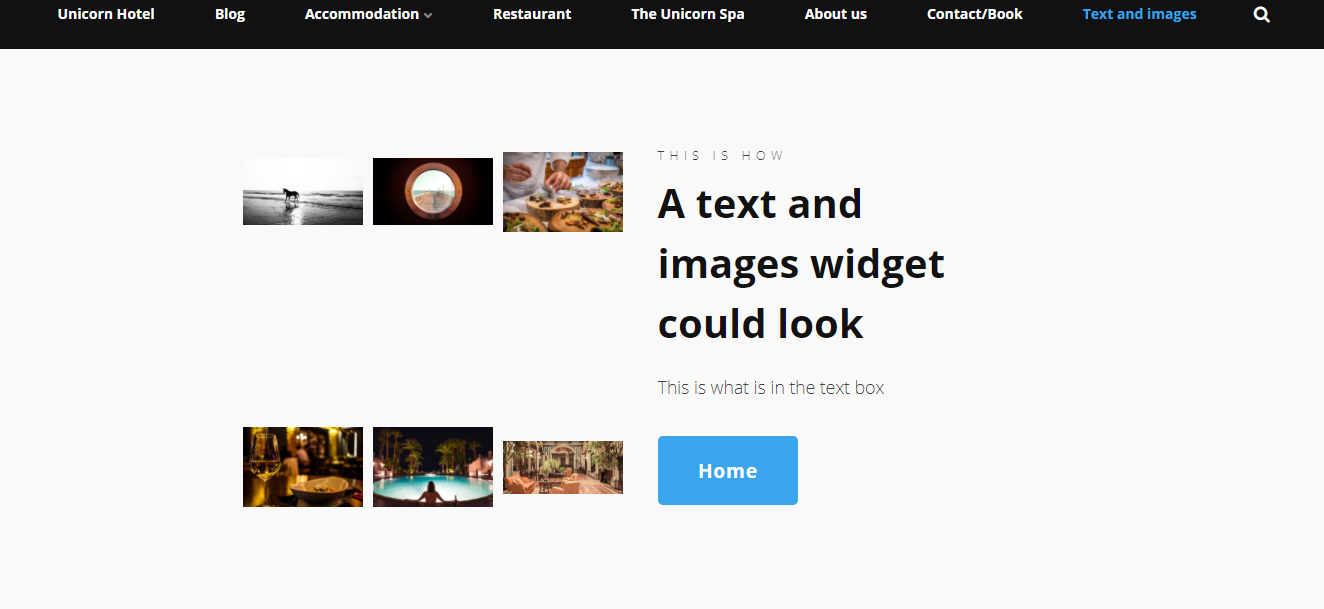 Unicorn Hotel Blog Accommodation Restaurant The Unicorn Spa About us Contact/Book Text and images
THIS IS HOW
A text and
images widget
could look
This is what is in the text box
Home